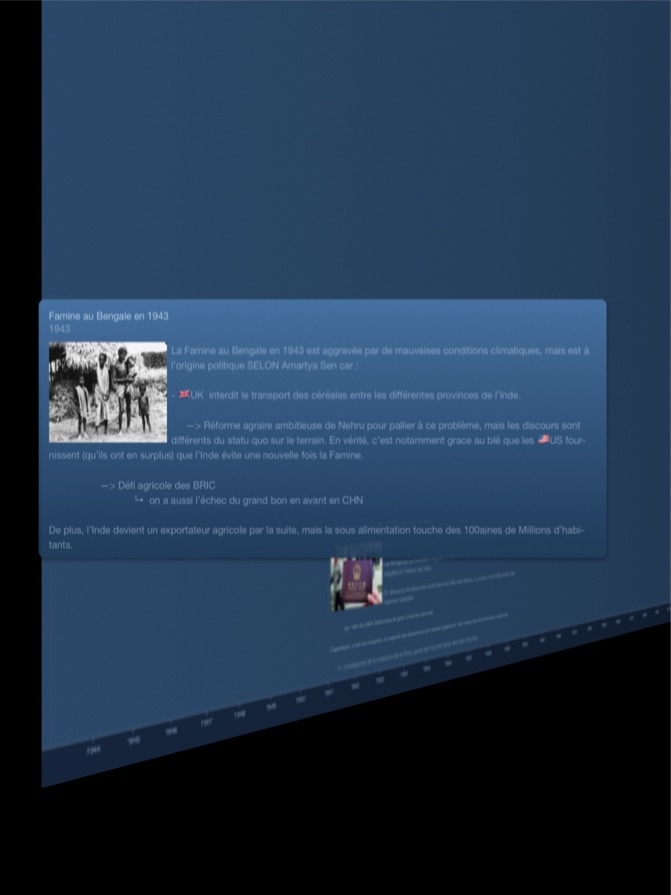 Famine au Bengale en 1943
1943
La Famine au Bengale en 1943 est aggravée par de mauvaises conditions climatiques, mais est à
l'origine politique SELON Amartya Sen car :
- 🇬🇧UK interdit le transport des céréales entre les différentes provinces de l'Inde.
—> Réforme agraire ambitieuse de Nehru pour pallier à ce problème, mais les discours sont
différents du statu quo sur le terrain. En vérité, c'est notamment grace au blé que les 🇺🇸US four-
nissent (qu'ils ont en surplus) que l'Inde évite une nouvelle fois la Famine.
—> Défi agricole des BRIC
↳ on a aussi l'échec du grand bon en avant en CHN
De plus, l'Inde devient un exportateur agricole par la suite, mais la sous alimentation touche des 100aines de Millions d'habi-
tants.
1944 1945 1946 1947 1948 1949 1950 1951 1952 1953 1954